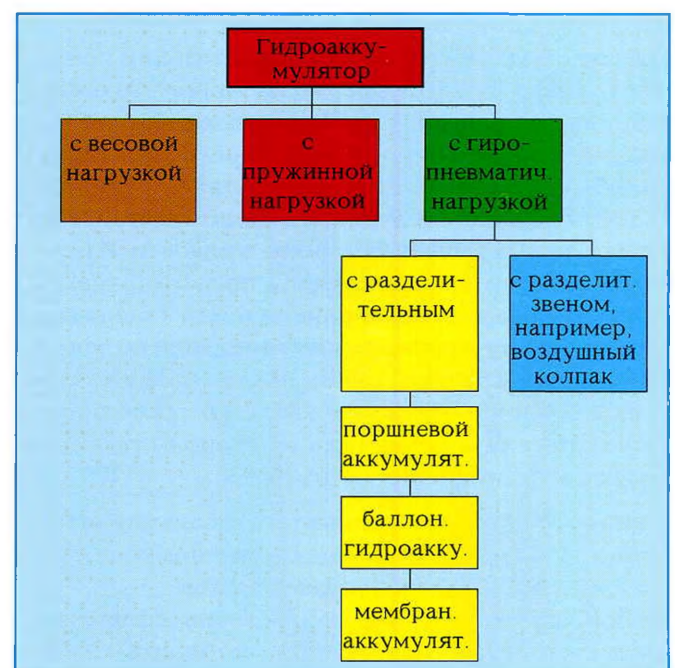 Гидроакку-
мулятор
с весовой
нагрузкой
с
пружинной
нагрузкой
с гиро-
пневматич.
нагрузкой
с раздели-
тельным
с разделит.
звеном,
например,
воздушный
колпак
поршневой
аккумулят.
баллон.
гидроакку.
мембран.
аккумулят.